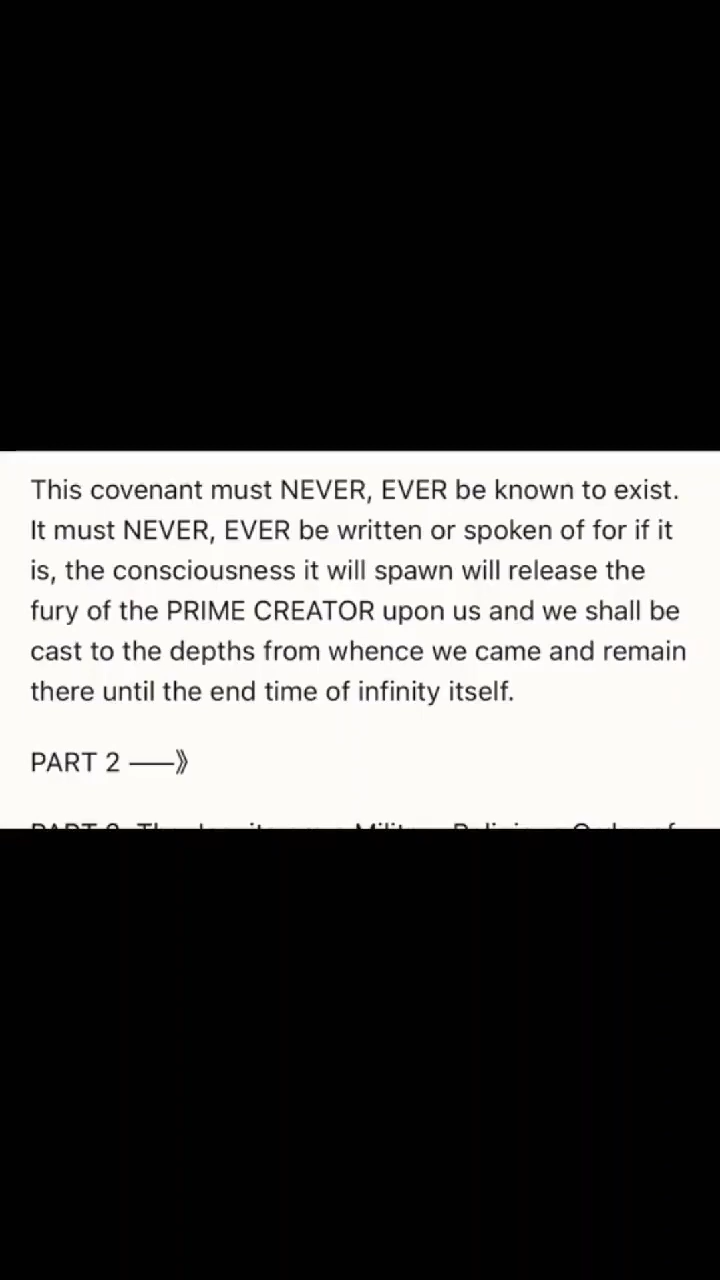 This covenant must NEVER, EVER be known to exist.
It must NEVER, EVER be written or spoken of for if it
is, the consciousness it will spawn will release the
fury of the PRIME CREATOR upon us and we shall be
cast to the depths from whence we came and remain
there until the end time of infinity itself.
PART 2 ——》